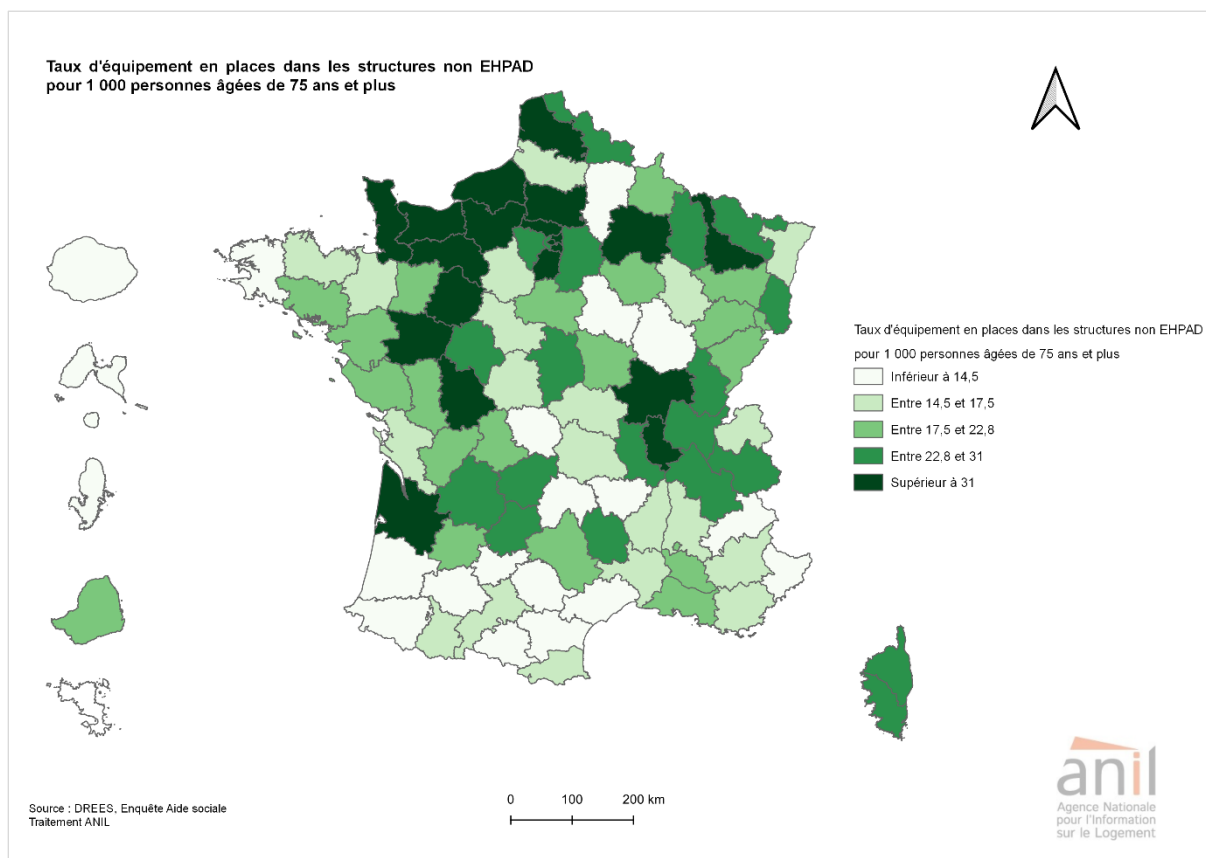 Taux d'équipement en places dans les structures non EHPAD
pour 1 000 personnes âgées de 75 ans et plus
Taux d'équipement en places dans les structures non EHPAD
pour 1 000 personnes âgées de 75 ans et plus
Inférieur à 14,5
Entre 14,5 et 17,5
Entre 17,5 et 22,8
Entre 22,8 et 31
Supérieur à 31
Source : DREES, Enquête Aide sociale
Traitement ANIL
0 100 200 km
anil
Agence Nationale
pour l'Information
sur le Logement